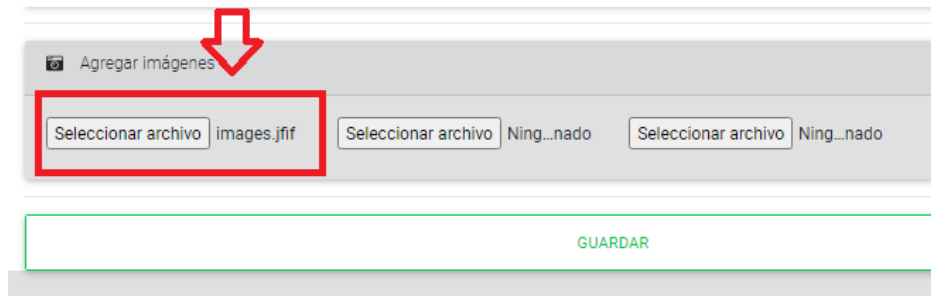 Agregar imágenes
Seleccionar archivo images.jfif Seleccionar archivo Ning...nado Seleccionar archivo Ning...nado
GUARDAR